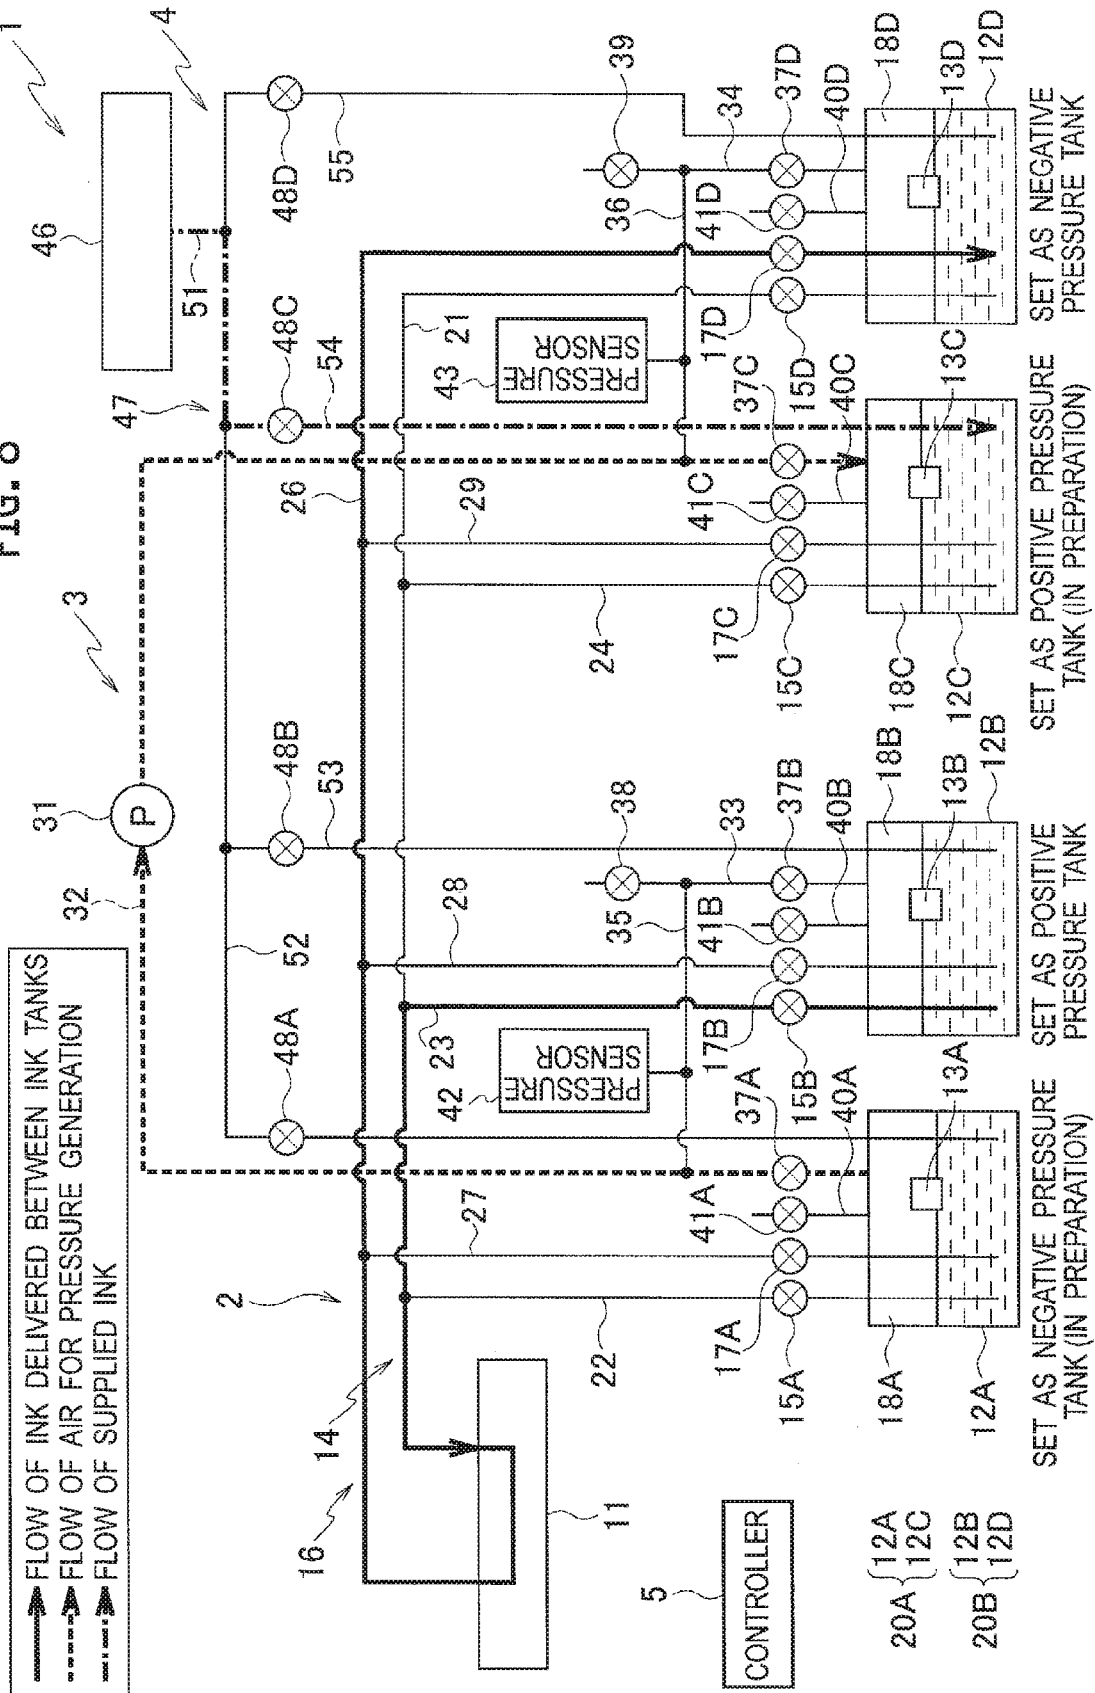 FIG.
1
FLOW OF INK DELIVERED BETWEEN INK TANKS
FLOW OF AIR FOR PRESSURE GENERATION
FLOW OF SUPPLIED INK
31
P
32
3
46
4
47
51
52
48A
48B
53
48C
54
48D
55
2
16
14
26
27
28
29
21
11
42
PRESSURE
SENSOR
23
43
PRESSURE
SENSOR
22
24
35
38
33
36
39
34
5
CONTROLLER
17A
41A
37A
17B
41B
37B
17C
41C
37C
17D
41D
37D
15A
40A
15B
40B
15C
40C
15D
40D
18A
18B
18C
18D
12A
13A
13B
12B
12C
13C
13D
12D
20A
12A
12C
20B
12B
12D
SET AS NEGATIVE PRESSURE
TANK (IN PREPARATION)
SET AS POSITIVE
PRESSURE TANK
SET AS POSITIVE PRESSURE
TANK (IN PREPARATION)
SET AS NEGATIVE
PRESSURE TANK